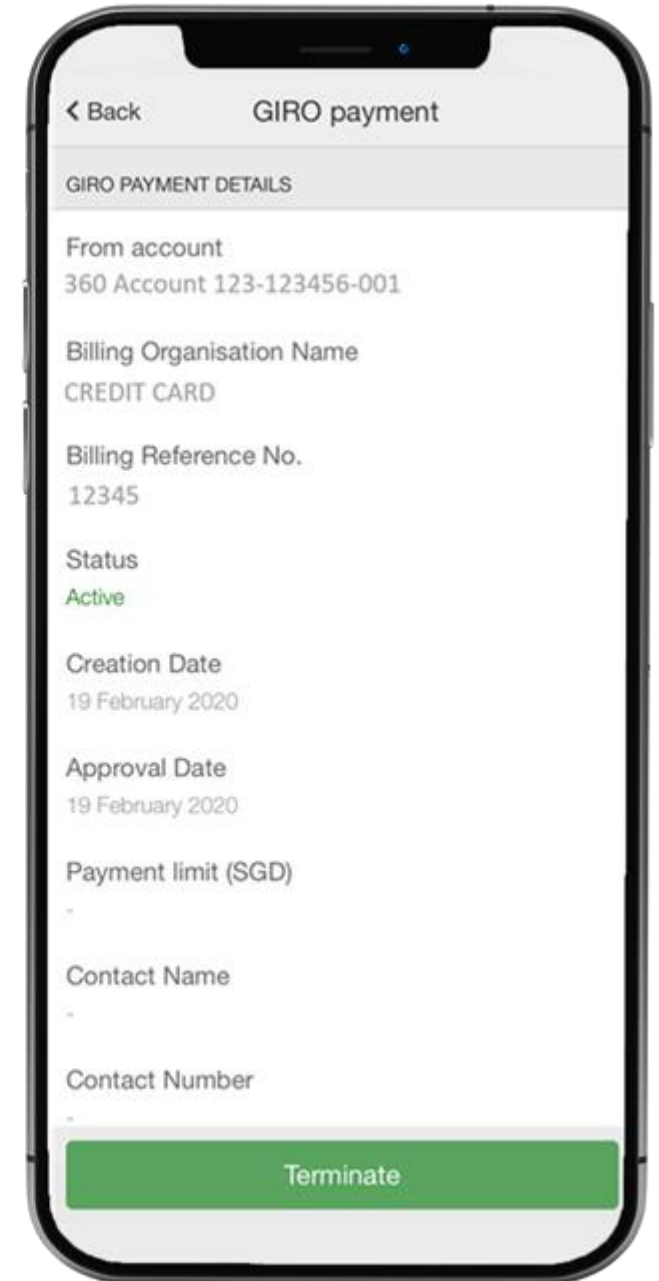 < Back GIRO payment
GIRO PAYMENT DETAILS
From account
360 Account 123-123456-001
Billing Organisation Name
CREDIT CARD
Billing Reference No.
12345
Status
Active
Creation Date
19 February 2020
Approval Date
19 February 2020
Payment limit (SGD)
-
Contact Name
-
Contact Number
-
Terminate